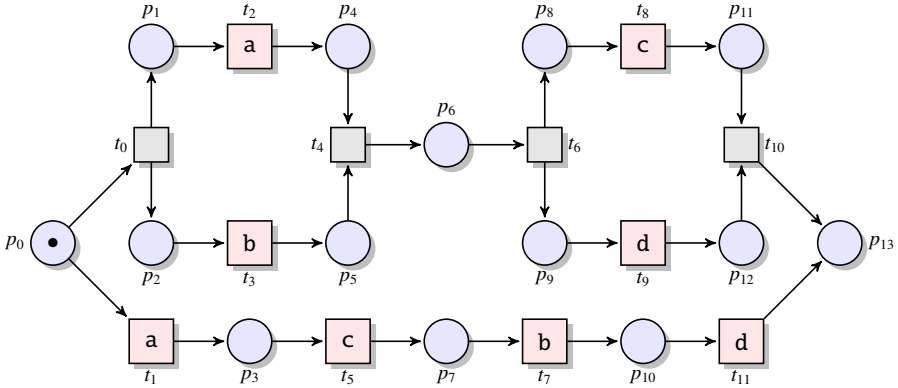 p1 t2 p4 p8 t8 p11
a c
p6
t0 t4 t6 t10
p0 b d p13
p2 t3 p5 p9 t9 p12
a c b d
t1 p3 t5 p7 t7 p10 t11